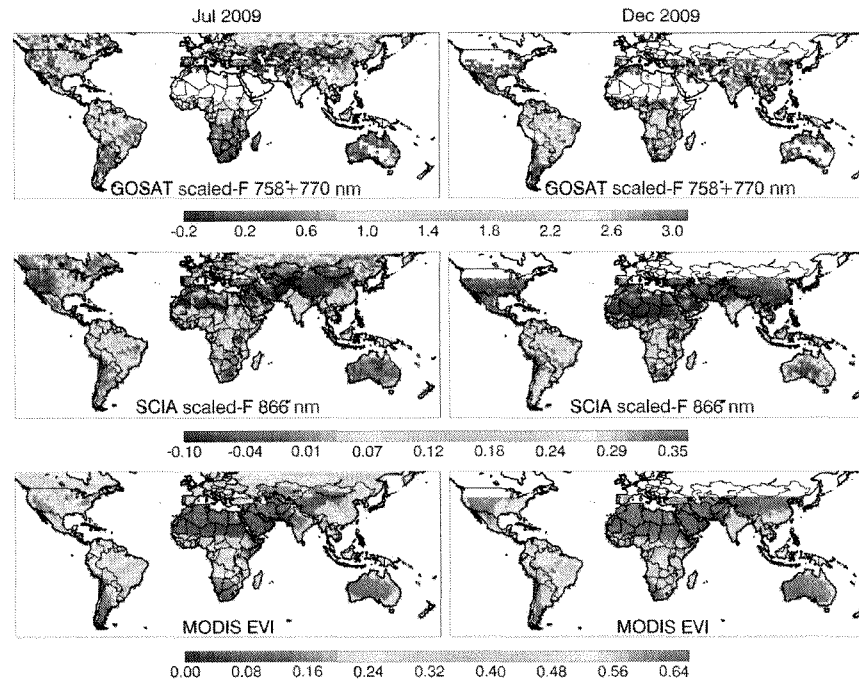 Jul 2009
Dec 2009
GOSAT scaled-F 758+770 nm
GOSAT scaled-F 758+770 nm
-0.2 0.2 0.6 1.0 1.4 1.8 2.2 2.6 3.0
SCIA scaled-F 866 nm
SCIA scaled-F 866 nm
-0.10 -0.04 0.01 0.07 0.12 0.18 0.24 0.29 0.35
MODIS EVI
MODIS EVI
0.00 0.08 0.16 0.24 0.32 0.40 0.48 0.56 0.64